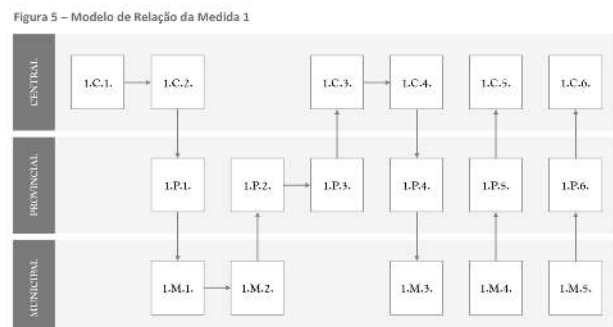 Figura 5 – Modelo de Relação da Medida 1
CENTRAL
1.C.1.
1.C.2.
1.C.3.
1.C.4.
1.C.5.
1.C.6.
PROVINCIAL
1.P.1.
1.P.2.
1.P.3.
1.P.4.
1.P.5.
1.P.6.
MUNICIPAL
1.M.1.
1.M.2.
1.M.3.
1.M.4.
1.M.5.